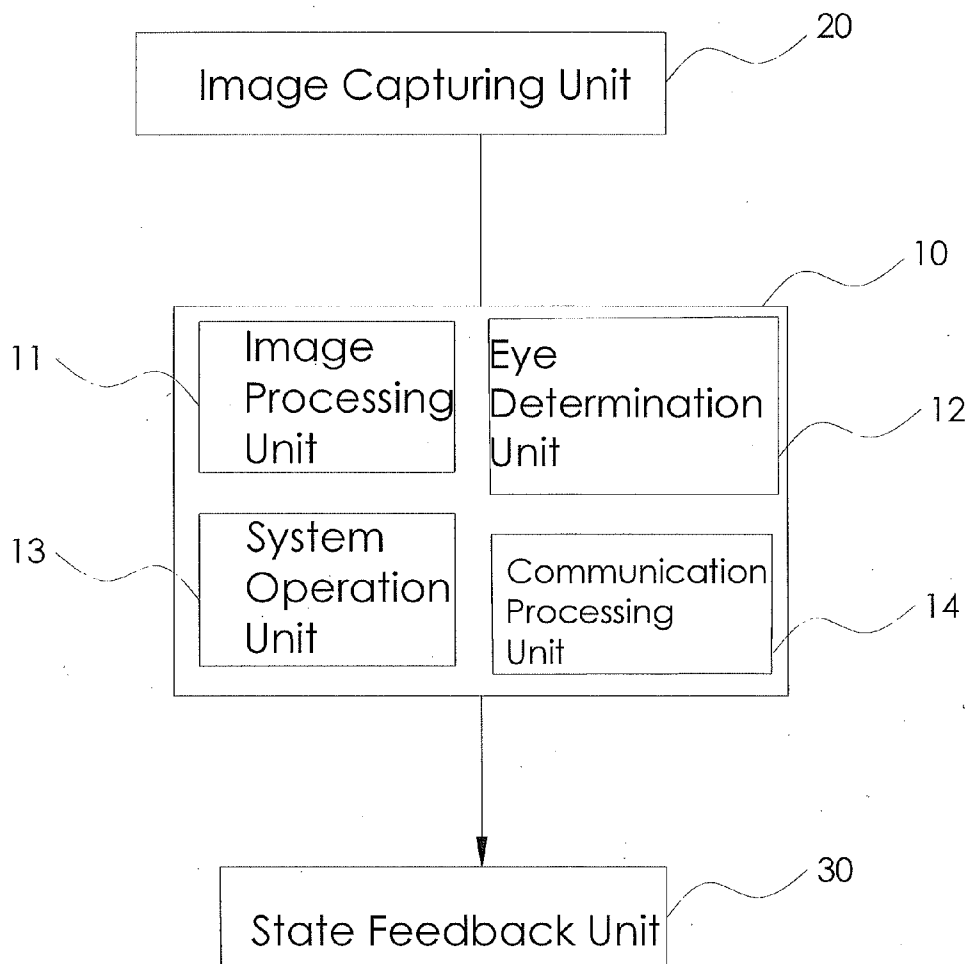 20
Image Capturing Unit
10
11
Image
Processing
Unit
Eye
Determination
Unit
12
13
System
Operation
Unit
Communication
Processing
Unit
14
30
State Feedback Unit